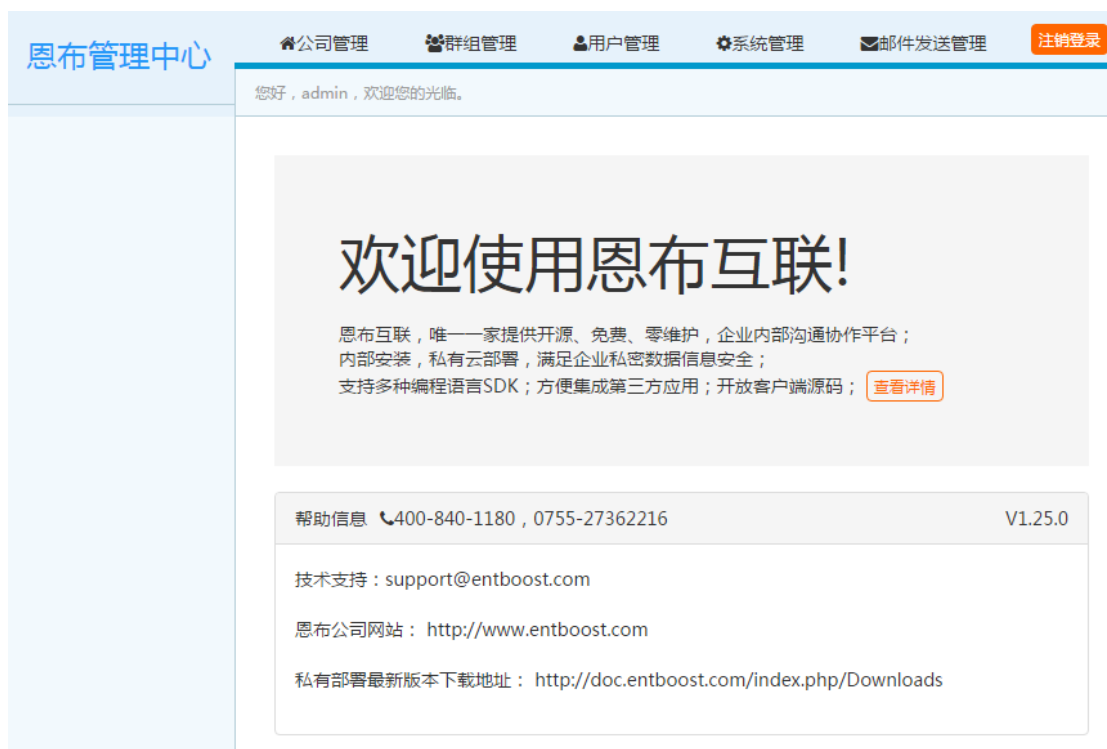 恩布管理中心
公司管理 群组管理 用户管理 系统管理 邮件发送管理 注销登录
您好，admin，欢迎您的光临。
欢迎使用恩布互联!
恩布互联，唯一一家提供开源、免费、零维护，企业内部沟通协作平台；
内部安装，私有云部署，满足企业私密数据信息安全；
支持多种编程语言SDK；方便集成第三方应用；开放客户端源码； 查看详情
帮助信息 400-840-1180，0755-27362216 V1.25.0
技术支持：support@entboost.com
恩布公司网站： http://www.entboost.com
私有部署最新版本下载地址： http://doc.entboost.com/index.php/Downloads